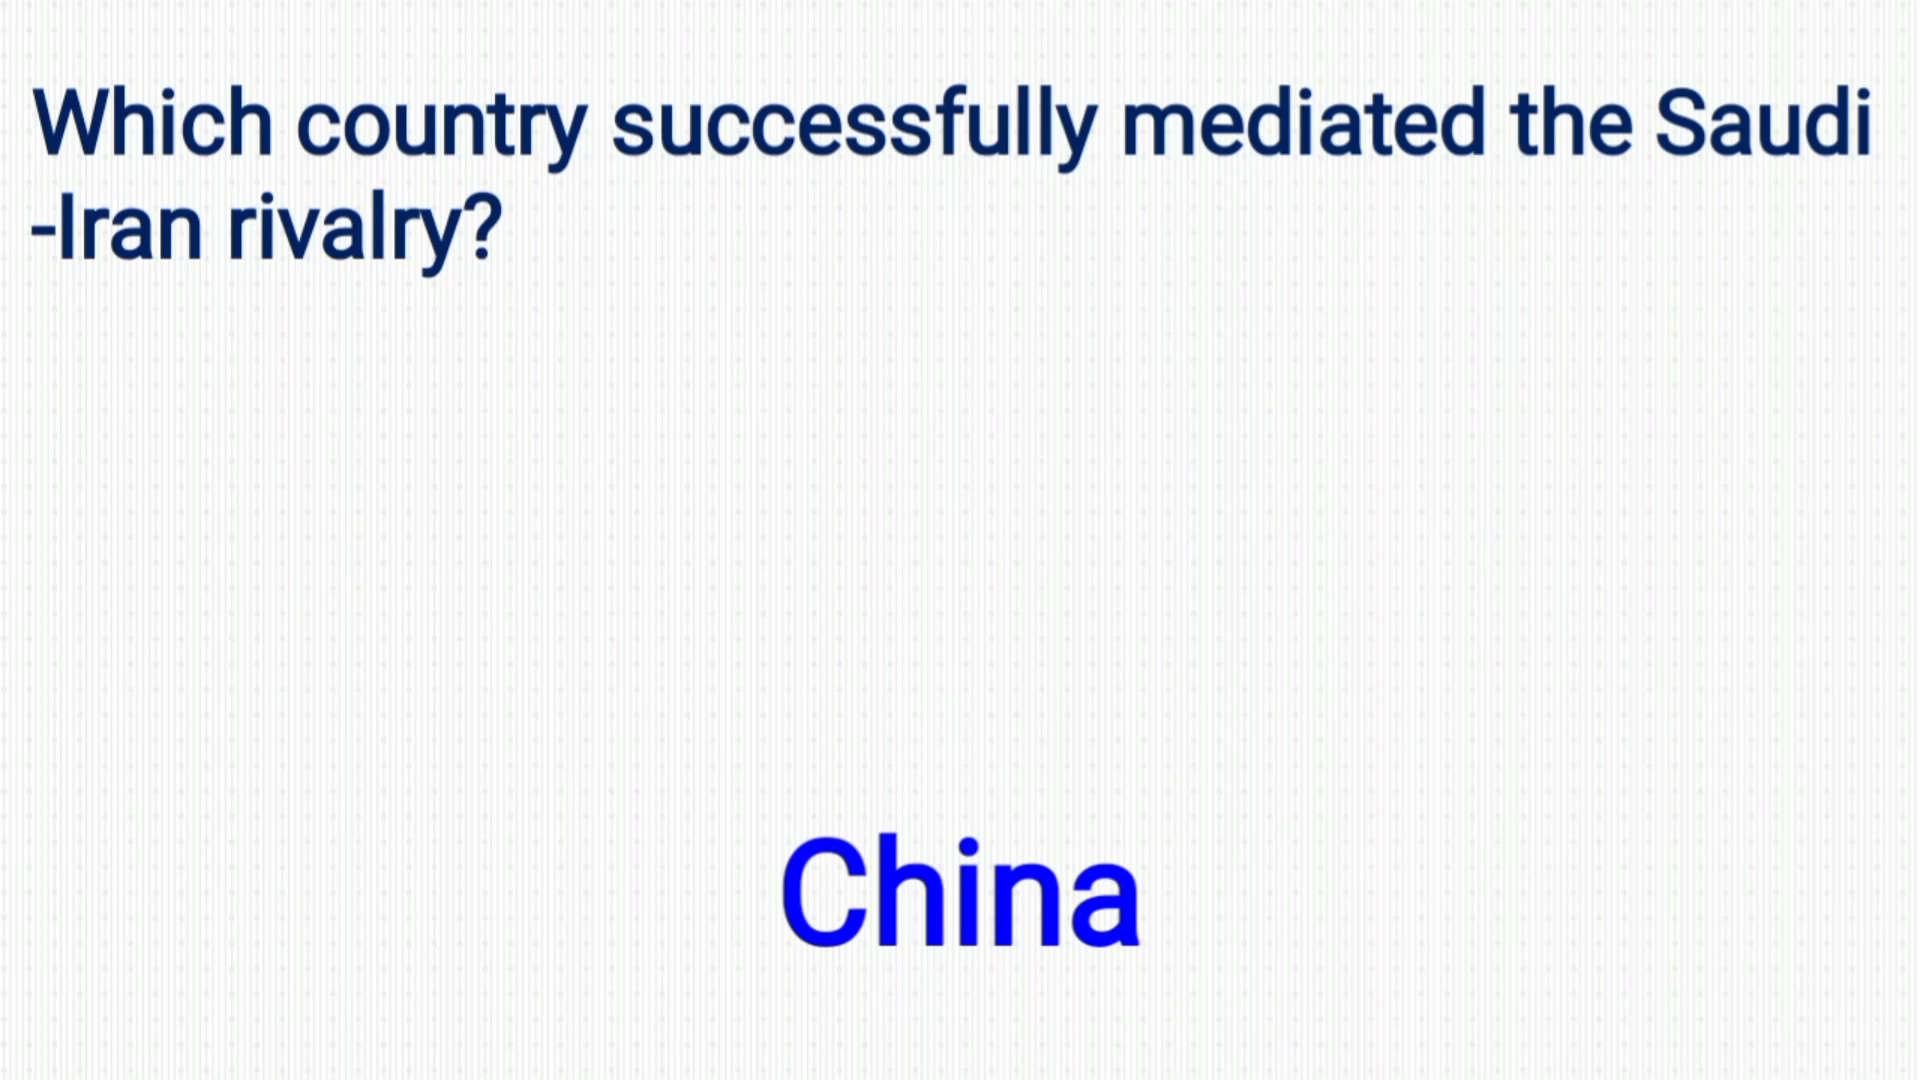 Which country successfully mediated the Saudi
-Iran rivalry?
China